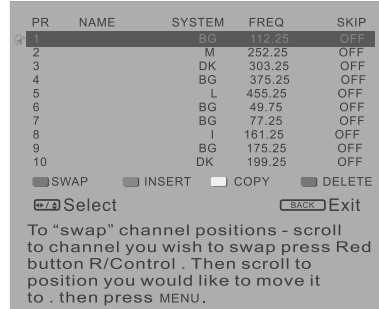 PR NAME SYSTEM FREQ SKIP
1 BG 112.25 OFF
2 M 252.25 OFF
3 DK 303.25 OFF
4 BG 375.25 OFF
5 L 455.25 OFF
6 BG 49.75 OFF
7 BG 77.25 OFF
8 I 161.25 OFF
9 BG 175.25 OFF
10 DK 199.25 OFF
SWAP INSERT COPY DELETE
Select BACK Exit
To “swap” channel positions - scroll
to channel you wish to swap press Red
button R/Control . Then scroll to
position you would like to move it
to . then press MENU.